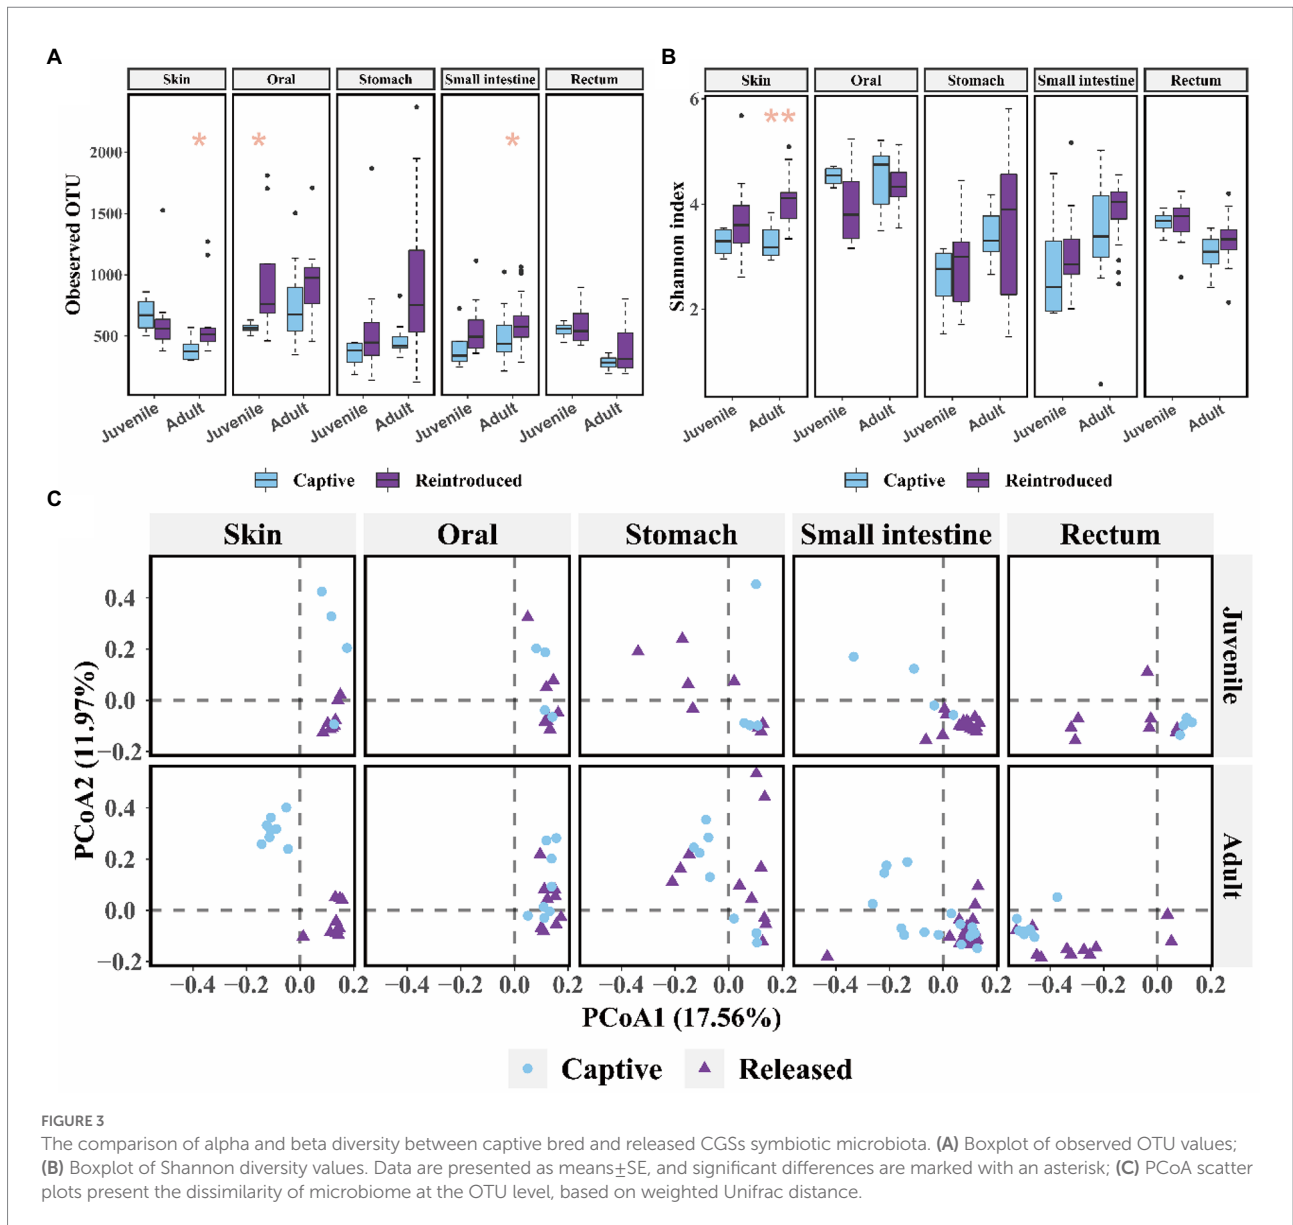 A
Skin Oral Stomach Small intestine Rectum
Obeserved OTU
2000
1500
1000
500
* * *
Juvenile Adult Juvenile Adult Juvenile Adult Juvenile Adult Juvenile Adult
Captive Reintroduced
B
Skin Oral Stomach Small intestine Rectum
Shannon index
6
4
2
**
Juvenile Adult Juvenile Adult Juvenile Adult Juvenile Adult Juvenile Adult
Captive Reintroduced
C
Skin Oral Stomach Small intestine Rectum
PCoA2 (11.97%)
0.4
0.2
0.0
−0.2
Juvenile
0.4
0.2
0.0
−0.2
Adult
−0.4 −0.2 0.0 0.2 −0.4 −0.2 0.0 0.2 −0.4 −0.2 0.0 0.2 −0.4 −0.2 0.0 0.2 −0.4 −0.2 0.0 0.2
PCoA1 (17.56%)
Captive Released
FIGURE 3
The comparison of alpha and beta diversity between captive bred and released CGSs symbiotic microbiota. (A) Boxplot of observed OTU values;
(B) Boxplot of Shannon diversity values. Data are presented as means±SE, and significant differences are marked with an asterisk; (C) PCoA scatter
plots present the dissimilarity of microbiome at the OTU level, based on weighted Unifrac distance.